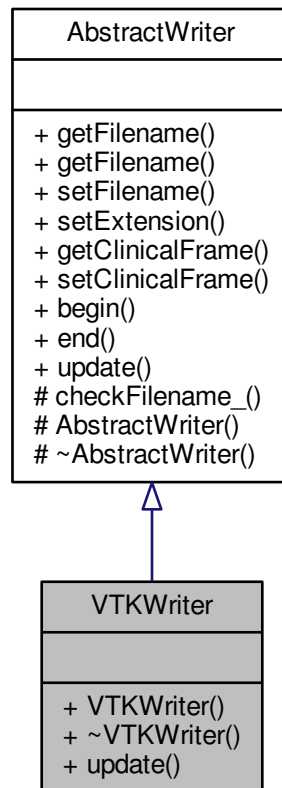 AbstractWriter
+ getFilename()
+ getFilename()
+ setFilename()
+ setExtension()
+ getClinicalFrame()
+ setClinicalFrame()
+ begin()
+ end()
+ update()
# checkFilename_()
# AbstractWriter()
# ~AbstractWriter()
VTKWriter
+ VTKWriter()
+ ~VTKWriter()
+ update()